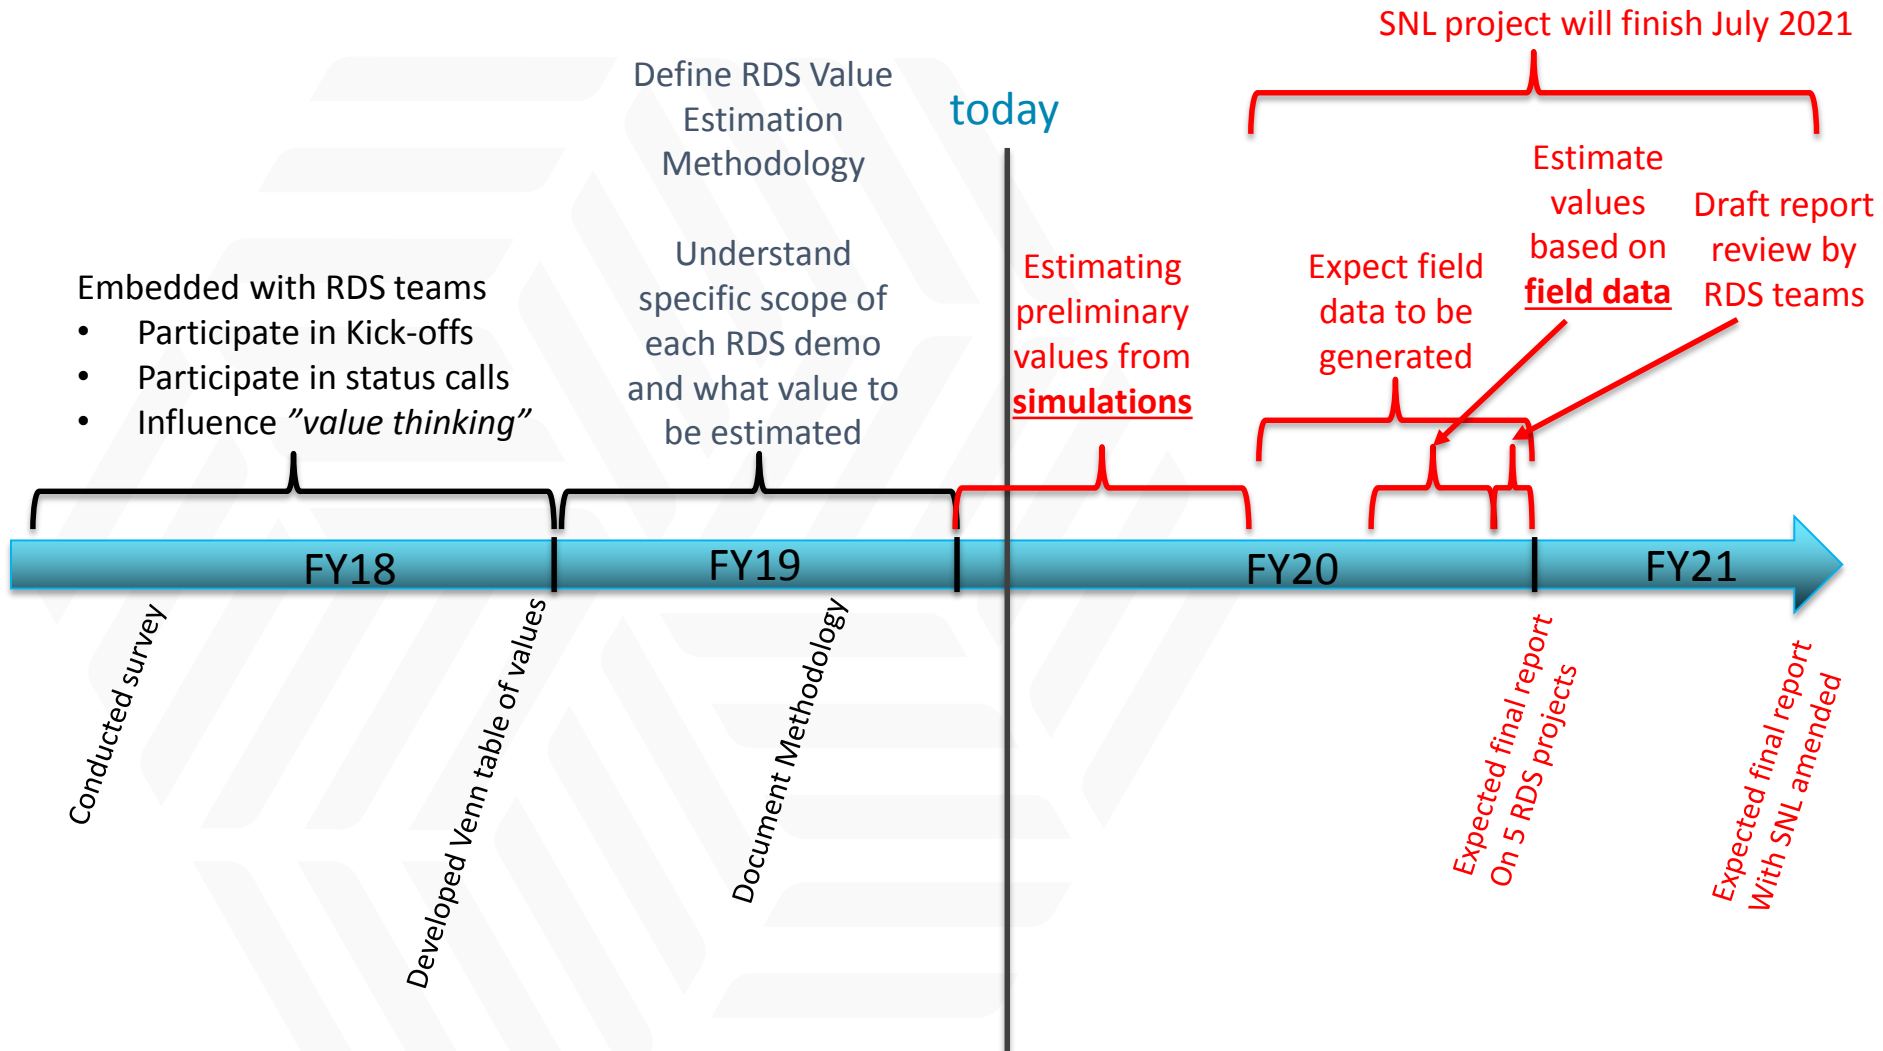 SNL project will finish July 2021
Define RDS Value
Estimation
Methodology
today
Estimate
values
based on
field data
Draft report
review by
RDS teams
Understand
specific scope of
each RDS demo
and what value to
be estimated
Estimating
preliminary
values from
simulations
Expect field
data to be
generated
Embedded with RDS teams
• Participate in Kick-offs
• Participate in status calls
• Influence ”value thinking”
FY18
FY19
FY20
FY21
Conducted survey
Developed Venn table of values
Document Methodology
Expected final report
On 5 RDS projects
Expected final report
With SNL amended